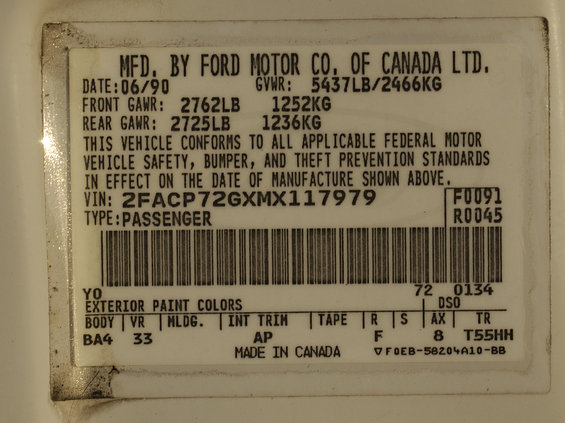 MFD. BY FORD MOTOR CO. OF CANADA LTD.
DATE: 06/90 GVWR: 5437LB/2466KG
FRONT GAWR: 2762LB 1252KG
REAR GAWR: 2725LB 1236KG
THIS VEHICLE CONFORMS TO ALL APPLICABLE FEDERAL MOTOR
VEHICLE SAFETY, BUMPER, AND THEFT PREVENTION STANDARDS
IN EFFECT ON THE DATE OF MANUFACTURE SHOWN ABOVE.
VIN: 2FACP72GXMX117979 F0091
TYPE: PASSENGER R0045
YO 72 0134
EXTERIOR PAINT COLORS DSO
BODY VR MLDG. INT TRIM TAPE R S AX TR
BA4 33 AP F 8 T55HH
MADE IN CANADA ▽F0EB-58204A10-BB